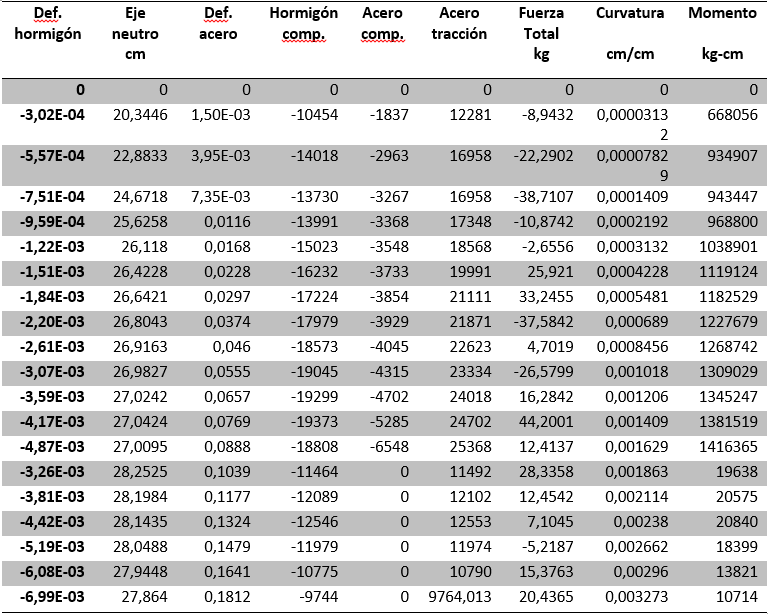 Def. Eje Def. Hormigón Acero Acero Fuerza Curvatura Momento
hormigón neutro acero comp. comp. tracción Total
cm kg cm/cm kg-cm
0 0 0 0 0 0 0 0 0
-3,02E-04 20,3446 1,50E-03 -10454 -1837 12281 -8,9432 0,0000313 668056
2
-5,57E-04 22,8833 3,95E-03 -14018 -2963 16958 -22,2902 0,0000782 934907
9
-7,51E-04 24,6718 7,35E-03 -13730 -3267 16958 -38,7107 0,0001409 943447
-9,59E-04 25,6258 0,0116 -13991 -3368 17348 -10,8742 0,0002192 968800
-1,22E-03 26,118 0,0168 -15023 -3548 18568 -2,6556 0,0003132 1038901
-1,51E-03 26,4228 0,0228 -16232 -3733 19991 25,921 0,0004228 1119124
-1,84E-03 26,6421 0,0297 -17224 -3854 21111 33,2455 0,0005481 1182529
-2,20E-03 26,8043 0,0374 -17979 -3929 21871 -37,5842 0,000689 1227679
-2,61E-03 26,9163 0,046 -18573 -4045 22623 4,7019 0,0008456 1268742
-3,07E-03 26,9827 0,0555 -19045 -4315 23334 -26,5799 0,001018 1309029
-3,59E-03 27,0242 0,0657 -19299 -4702 24018 16,2842 0,001206 1345247
-4,17E-03 27,0424 0,0769 -19373 -5285 24702 44,2001 0,001409 1381519
-4,87E-03 27,0095 0,0888 -18808 -6548 25368 12,4137 0,001629 1416365
-3,26E-03 28,2525 0,1039 -11464 0 11492 28,3358 0,001863 19638
-3,81E-03 28,1984 0,1177 -12089 0 12102 12,4542 0,002114 20575
-4,42E-03 28,1435 0,1324 -12546 0 12553 7,1045 0,00238 20840
-5,19E-03 28,0488 0,1479 -11979 0 11974 -5,2187 0,002662 18399
-6,08E-03 27,9448 0,1641 -10775 0 10790 15,3763 0,00296 13821
-6,99E-03 27,864 0,1812 -9744 0 9764,013 20,4365 0,003273 10714